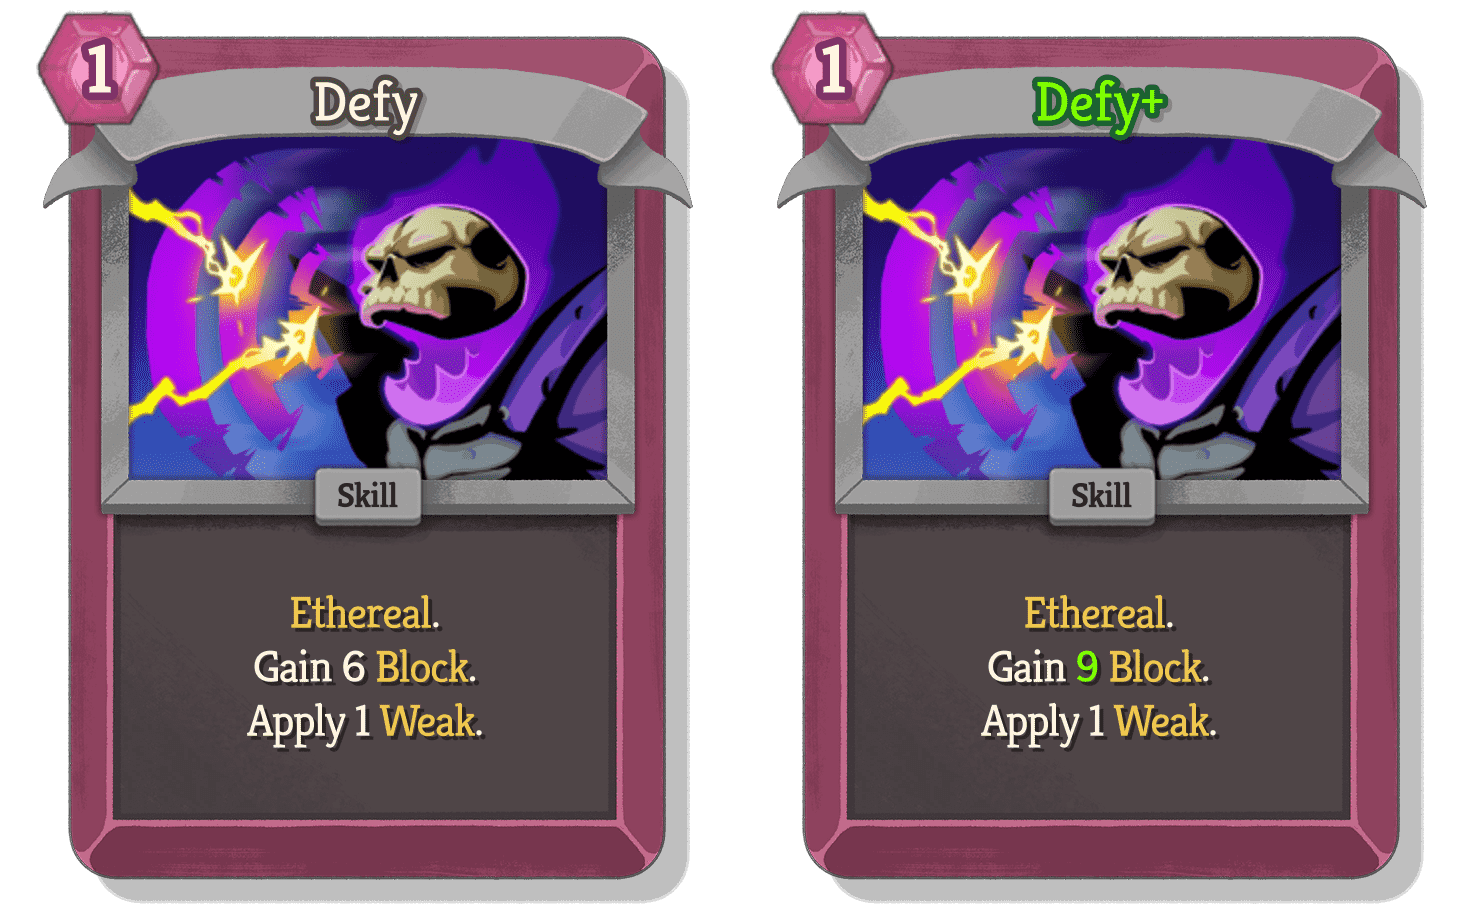 1
Defy
Skill
Ethereal.
Gain 6 Block.
Apply 1 Weak.
1
Defy+
Skill
Ethereal.
Gain 9 Block.
Apply 1 Weak.